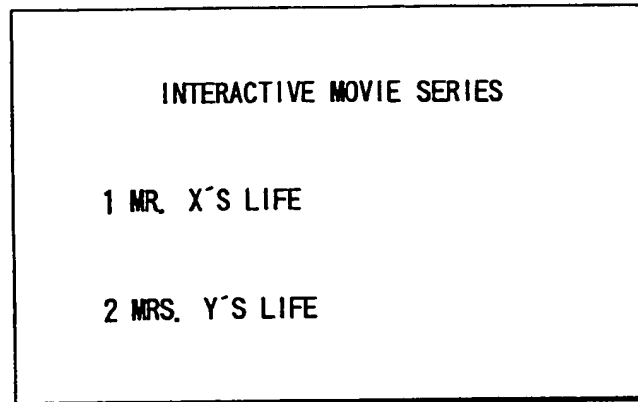 INTERACTIVE MOVIE SERIES
1 MR. X´S LIFE
2 MRS. Y´S LIFE